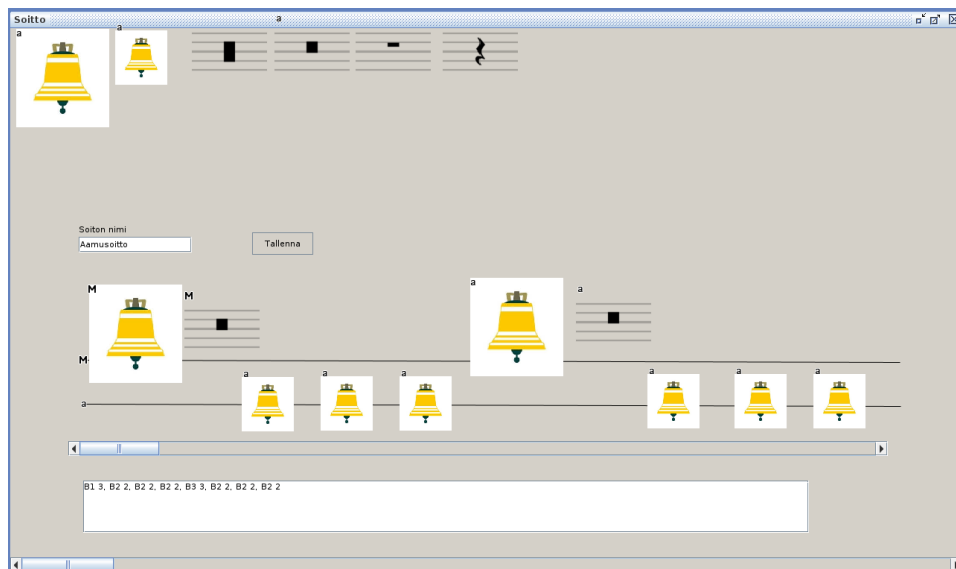 Soitto
a
a
a
Soiton nimi
Aamusoitto
Tallenna
M
M
a
a
M
a
a
a
a
a
a
a
B1 3, B2 2, B2 2, B2 2, B3 3, B2 2, B2 2, B2 2